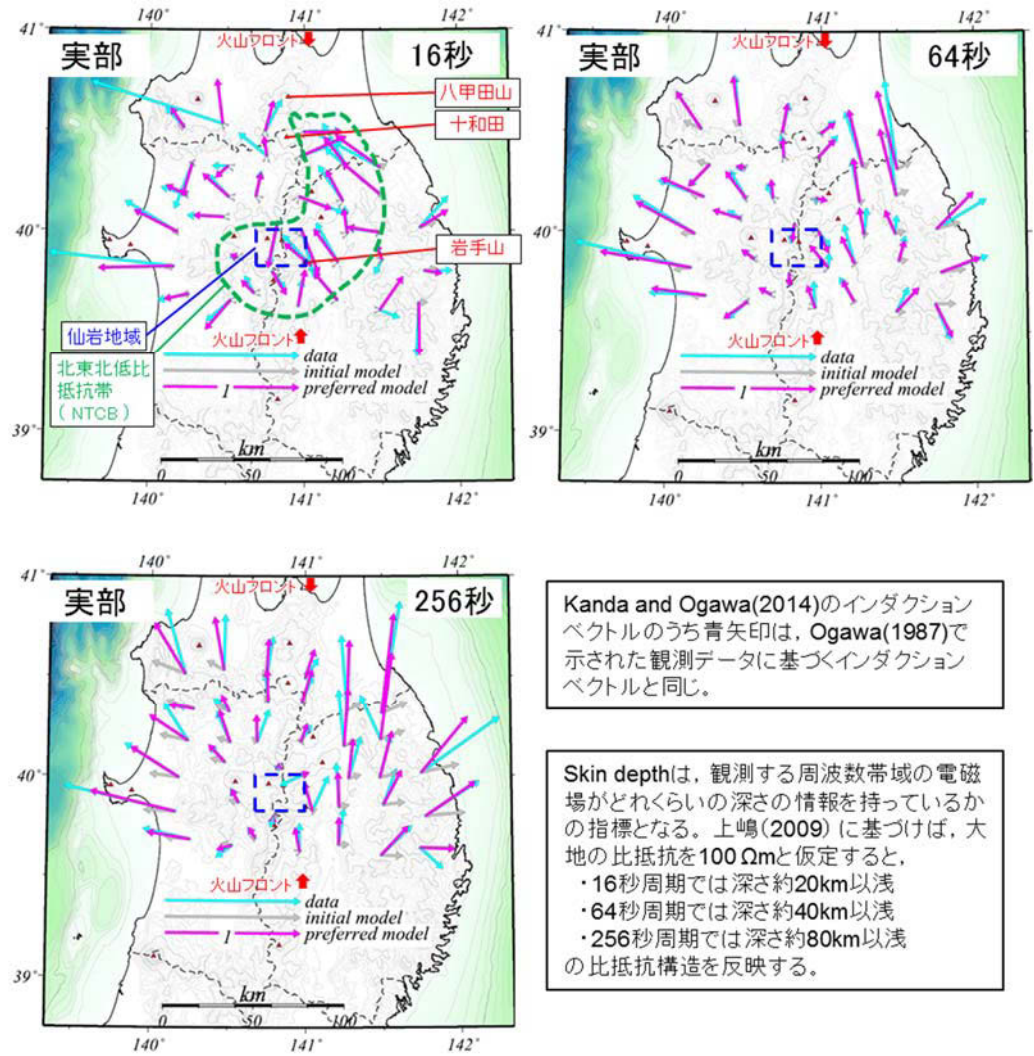 140°
141°
142°
41°
火山フロント
実部
16秒
八甲田山
十和田
40°
岩手山
仙岩地域
北東北低比
抵抗帯
( NTCB )
火山フロント
data
initial model
1 preferred model
39°
km
0 50 100
140°
141°
142°
140°
141°
142°
41°
火山フロント
実部
64秒
40°
火山フロント
data
initial model
1 preferred model
39°
km
0 50 100
140°
141°
142°
140°
141°
142°
41°
火山フロント
実部
256秒
40°
火山フロント
data
initial model
1 preferred model
39°
km
0 50 100
140°
141°
142°
Kanda and Ogawa(2014)のインダクション
ベクトルのうち青矢印は，Ogawa(1987)で
示された観測データに基づくインダクション
ベクトルと同じ。
Skin depthは，観測する周波数帯域の電磁
場がどれくらいの深さの情報を持っているか
の指標となる。上嶋(2009) に基づけば，大
地の比抵抗を100 Ωmと仮定すると，
・16秒周期では深さ約20km以浅
・64秒周期では深さ約40km以浅
・256秒周期では深さ約80km以浅
の比抵抗構造を反映する。